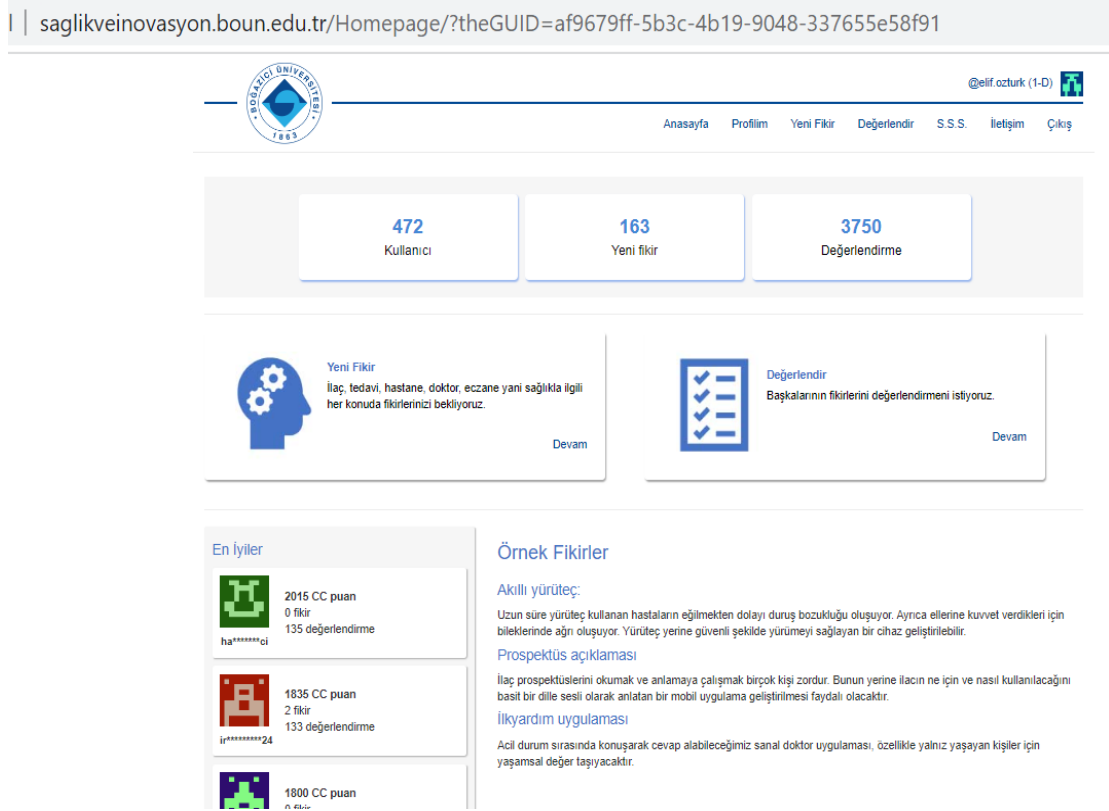 saglikveinovasyon.boun.edu.tr/Homepage/?theGUID=af9679ff-5b3c-4b19-9048-337655e58f91
BOĞAZİÇİ ÜNİVERSİTESİ
1863
@elif.ozturk (1-D)
Anasayfa Profilim Yeni Fikir Değerlendir S.S.S. İletişim Çıkış
472
Kullanıcı
163
Yeni fikir
3750
Değerlendirme
Yeni Fikir
İlaç, tedavi, hastane, doktor, eczane yani sağlıkla ilgili
her konuda fikirlerinizi bekliyoruz.
Devam
Değerlendir
Başkalarının fikirlerini değerlendirmeni istiyoruz.
Devam
En İyiler
2015 CC puan
0 fikir
135 değerlendirme
ha*******ci
1835 CC puan
2 fikir
133 değerlendirme
ir*********24
1800 CC puan
0 fikir
Örnek Fikirler
Akıllı yürüteç:
Uzun süre yürüteç kullanan hastaların eğilmekten dolayı duruş bozukluğu oluşuyor. Ayrıca ellerine kuvvet verdikleri için
bileklerinde ağrı oluşuyor. Yürüteç yerine güvenli şekilde yürümeyi sağlayan bir cihaz geliştirilebilir.
Prospektüs açıklaması
İlaç prospektüslerini okumak ve anlamaya çalışmak birçok kişi zordur. Bunun yerine ilacın ne için ve nasıl kullanılacağını
basit bir dille sesli olarak anlatan bir mobil uygulama geliştirilmesi faydalı olacaktır.
İlkyardım uygulaması
Acil durum sırasında konuşarak cevap alabileceğimiz sanal doktor uygulaması, özellikle yalnız yaşayan kişiler için
yaşamsal değer taşıyacaktır.